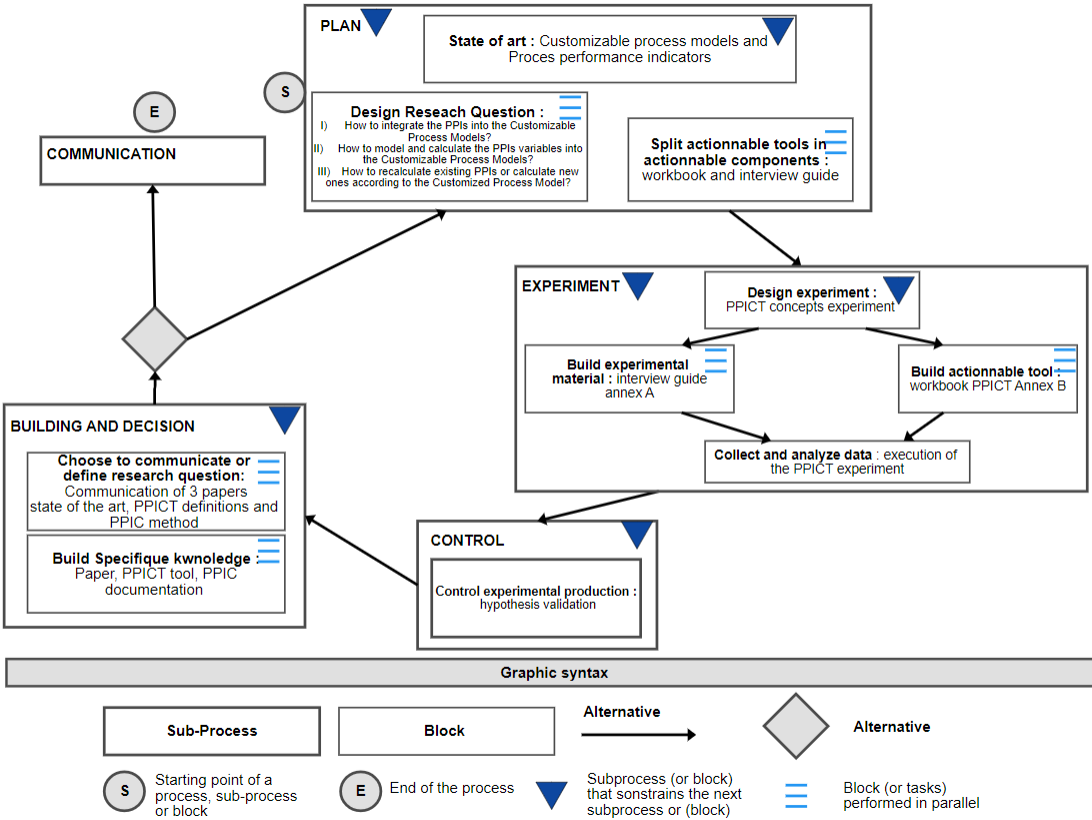 PLAN
State of art : Customizable process models and
Proces performance indicators
S
Design Reseach Question :
I) How to integrate the PPIs into the Customizable
Process Models?
II) How to model and calculate the PPIs variables into
the Customizable Process Models?
III) How to recalculate existing PPIs or calculate new
ones according to the Customized Process Model?
Split actionnable tools in
actionnable components :
workbook and interview guide
E
COMMUNICATION
EXPERIMENT
Design experiment :
PPICT concepts experiment
Build experimental
material : interview guide
annex A
Build actionnable tool :
workbook PPICT Annex B
Collect and analyze data : execution of
the PPICT experiment
CONTROL
Control experimental production :
hypothesis validation
BUILDING AND DECISION
Choose to communicate or
define research question:
Communication of 3 papers
state of the art, PPICT definitions and
PPIC method
Build Specifique kwnoledge :
Paper, PPICT tool, PPIC
documentation
Graphic syntax
Sub-Process
Block
Alternative
Alternative
S
Starting point of a
process, sub-process
or block
E
End of the process
Subprocess (or block)
that sonstrains the next
subprocess or (block)
Block (or tasks)
performed in parallel